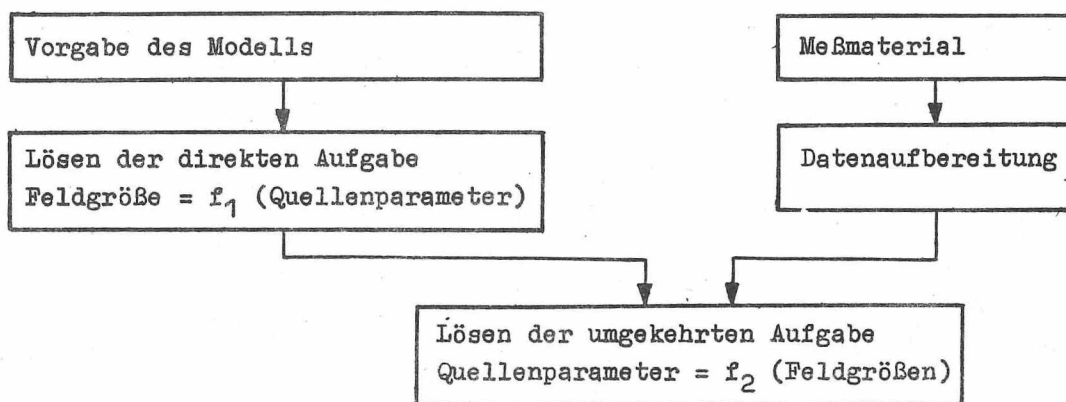 Vorgabe des Modells
Meßmaterial
Lösen der direkten Aufgabe
Feldgröße = f₁ (Quellenparameter)
Datenaufbereitung
Lösen der umgekehrten Aufgabe
Quellenparameter = f₂ (Feldgrößen)